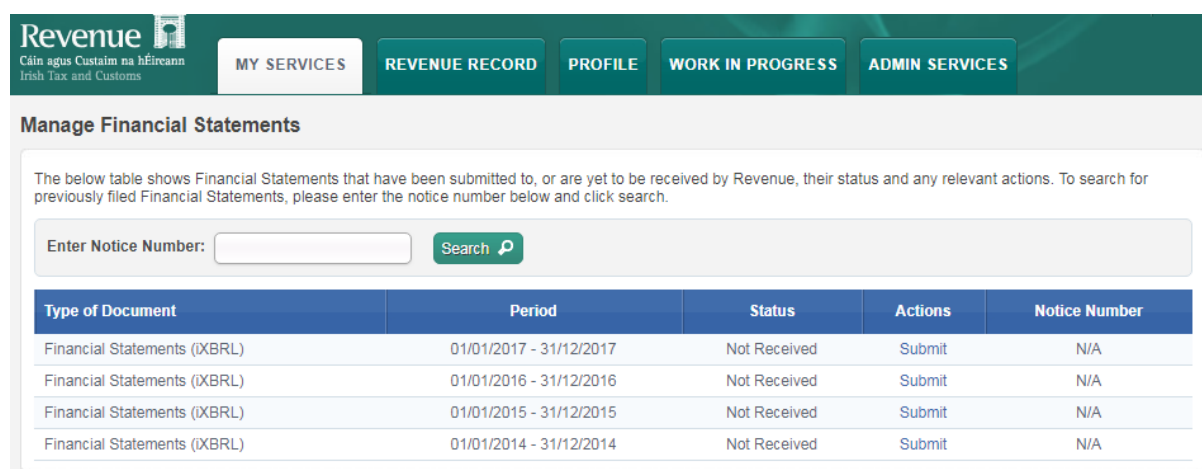 Revenue
Cáin agus Custaim na hÉireann
Irish Tax and Customs
MY SERVICES REVENUE RECORD PROFILE WORK IN PROGRESS ADMIN SERVICES
Manage Financial Statements
The below table shows Financial Statements that have been submitted to, or are yet to be received by Revenue, their status and any relevant actions. To search for
previously filed Financial Statements, please enter the notice number below and click search.
Enter Notice Number: Search
Type of Document Period Status Actions Notice Number
Financial Statements (iXBRL) 01/01/2017 - 31/12/2017 Not Received Submit N/A
Financial Statements (iXBRL) 01/01/2016 - 31/12/2016 Not Received Submit N/A
Financial Statements (iXBRL) 01/01/2015 - 31/12/2015 Not Received Submit N/A
Financial Statements (iXBRL) 01/01/2014 - 31/12/2014 Not Received Submit N/A